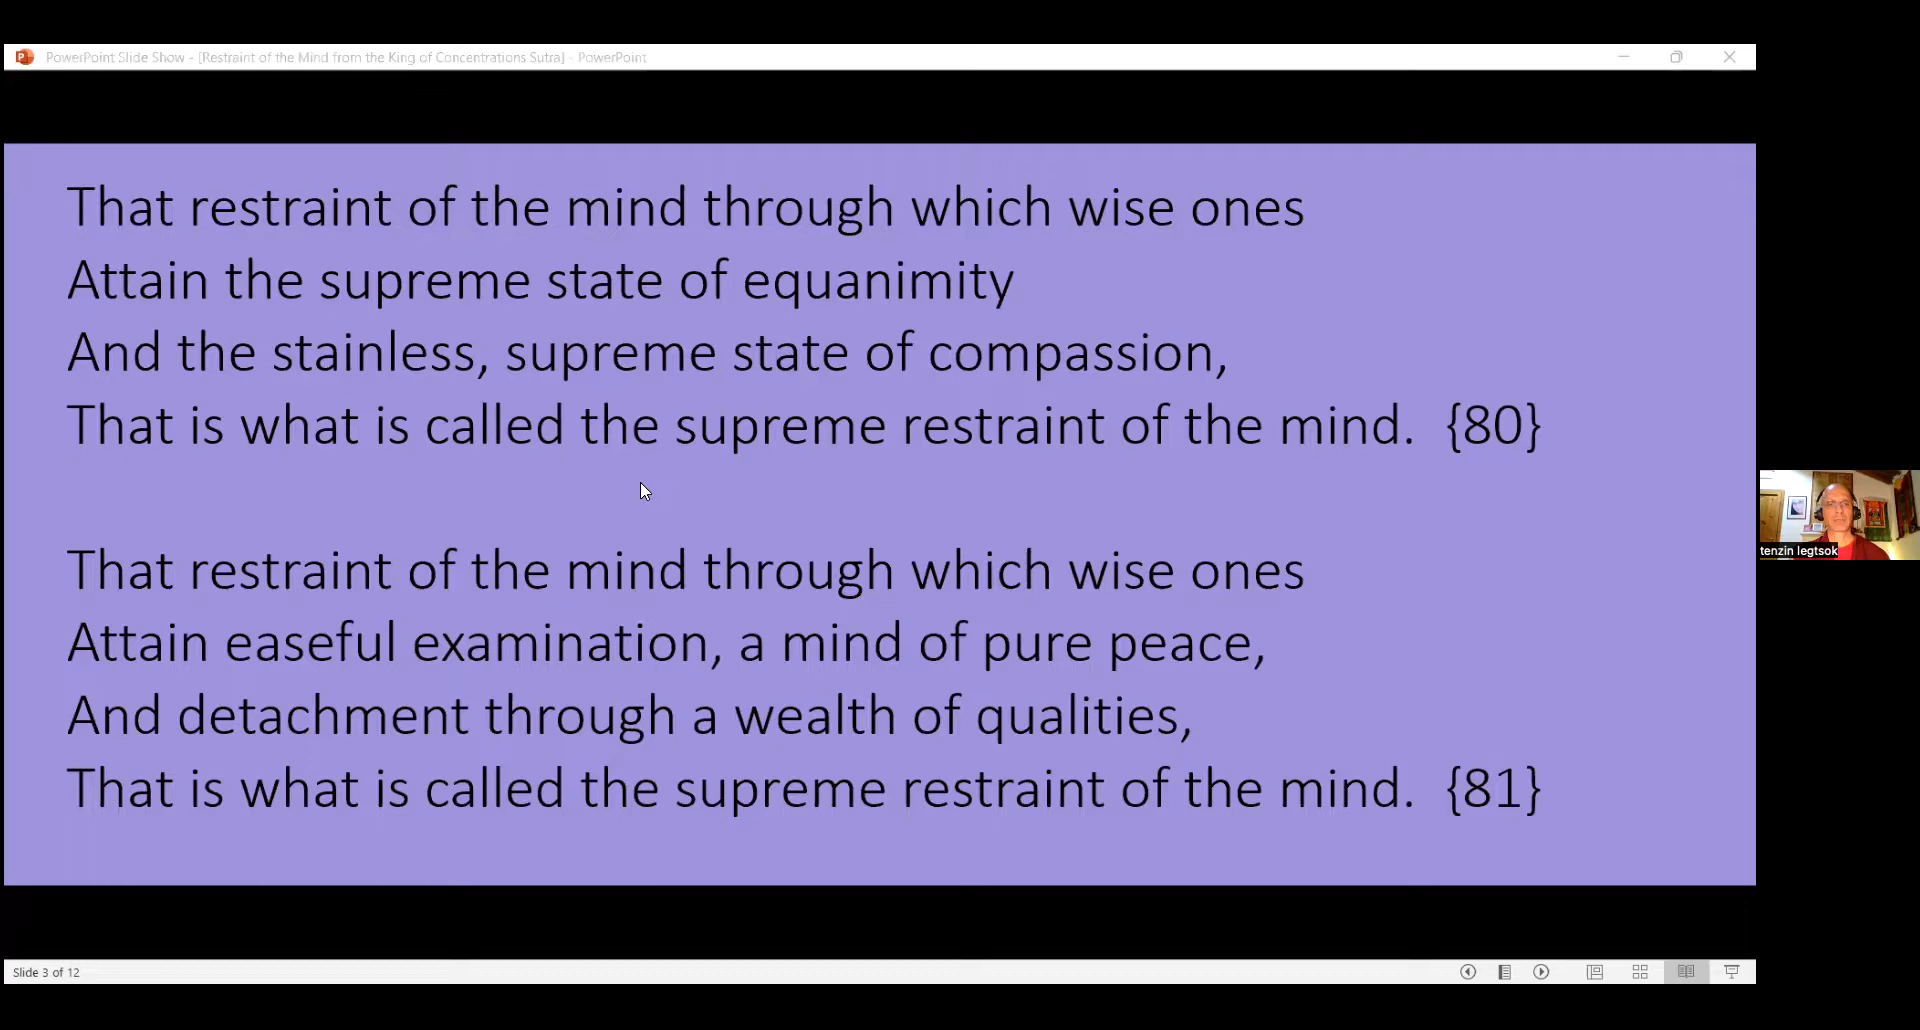 PowerPoint Slide Show - [Restraint of the Mind from the King of Concentrations Sutra] - PowerPoint
That restraint of the mind through which wise ones
Attain the supreme state of equanimity
And the stainless, supreme state of compassion,
That is what is called the supreme restraint of the mind. {80}
That restraint of the mind through which wise ones
Attain easeful examination, a mind of pure peace,
And detachment through a wealth of qualities,
That is what is called the supreme restraint of the mind. {81}
tenzin legtsok
Slide 3 of 12